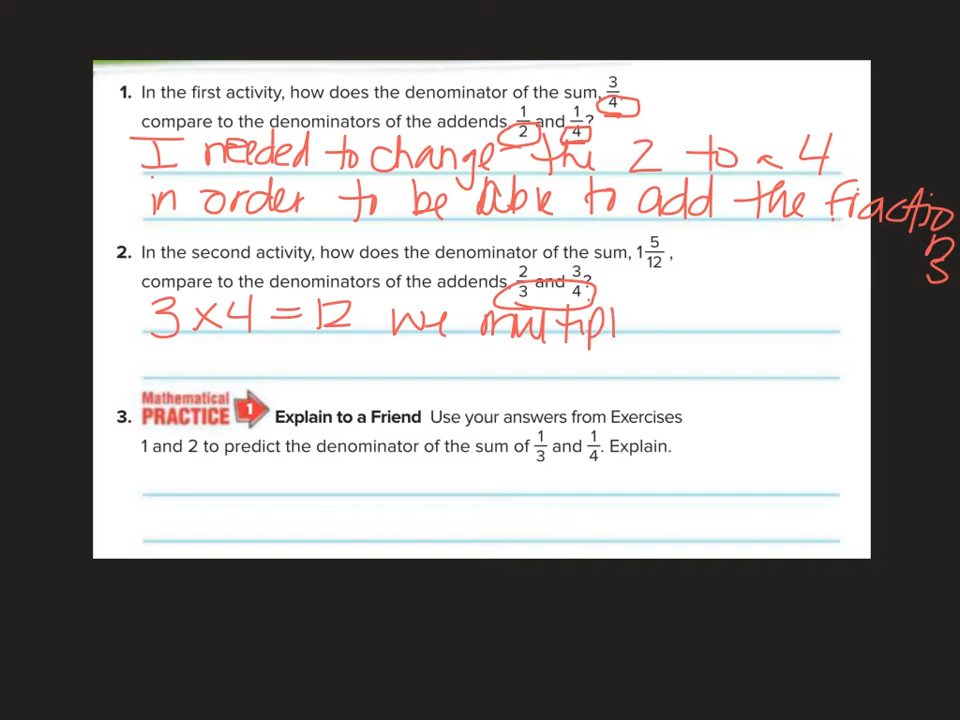 1. In the first activity, how does the denominator of the sum, 3/4
compare to the denominators of the addends, 1/2 and 1/4?
I needed to change the 2 to a 4
in order to be able to add the fractions
2. In the second activity, how does the denominator of the sum, 1 5/12,
compare to the denominators of the addends, 2/3 and 3/4?
3 × 4 = 12 we multipl
Mathematical
3. PRACTICE 1 Explain to a Friend Use your answers from Exercises
1 and 2 to predict the denominator of the sum of 1/3 and 1/4. Explain.